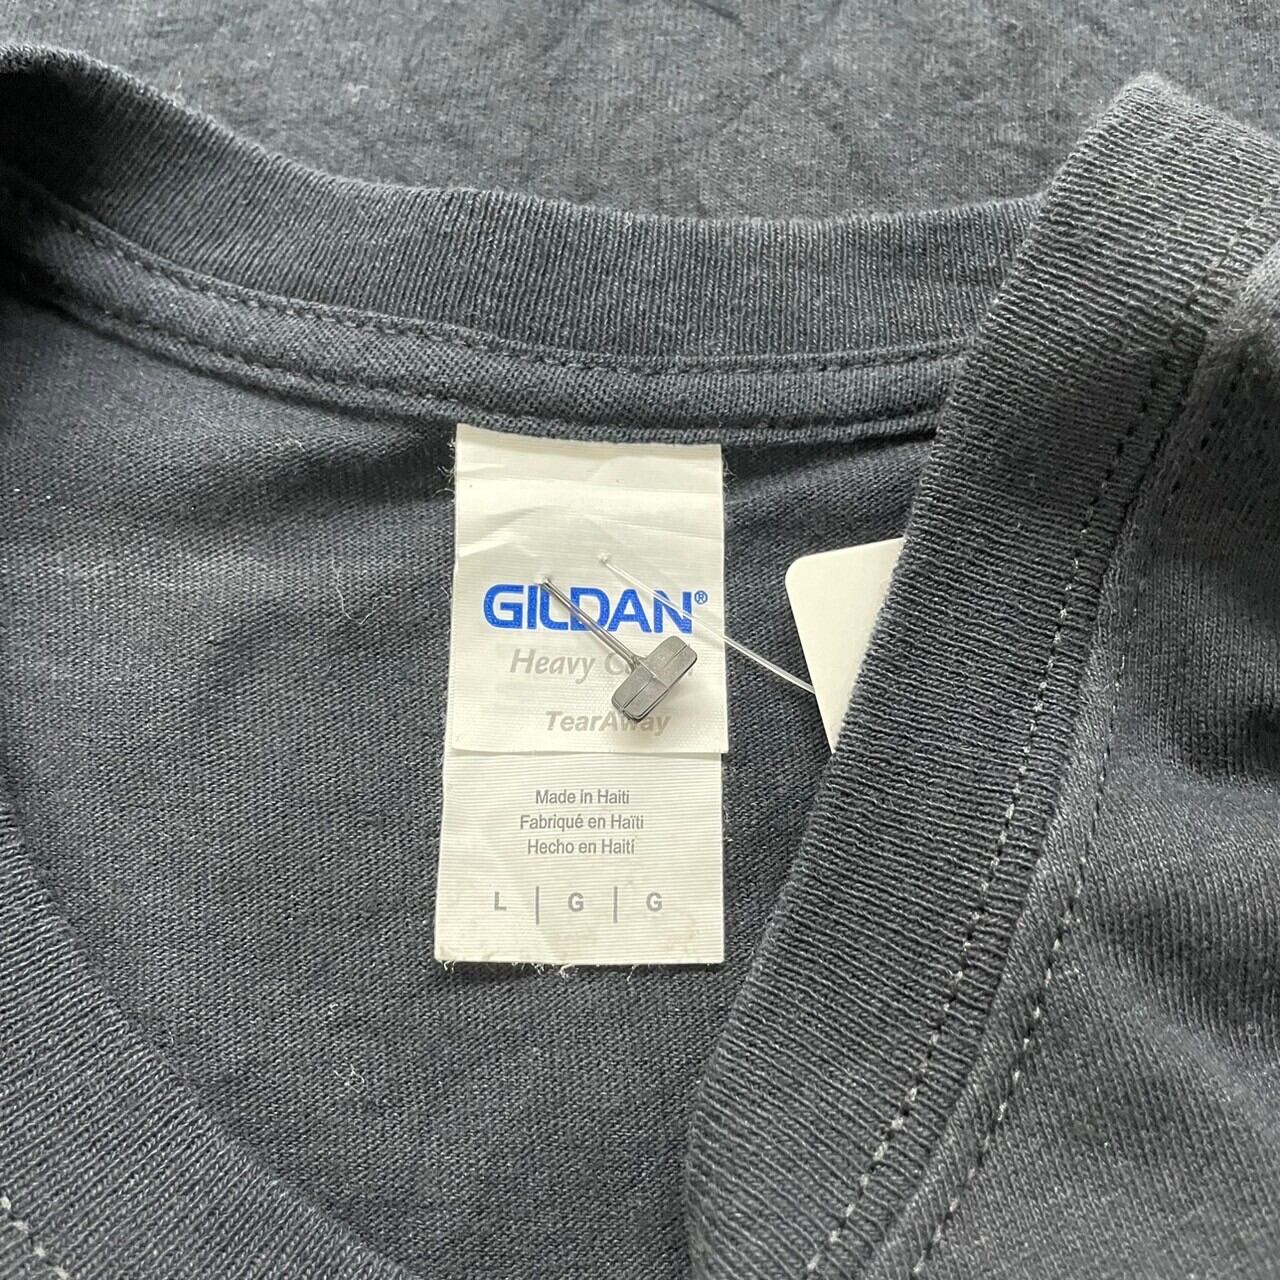 GILDAN®
Heavy
TearAway
Made in Haiti
Fabriqué en Haïti
Hecho en Haití
L | G | G